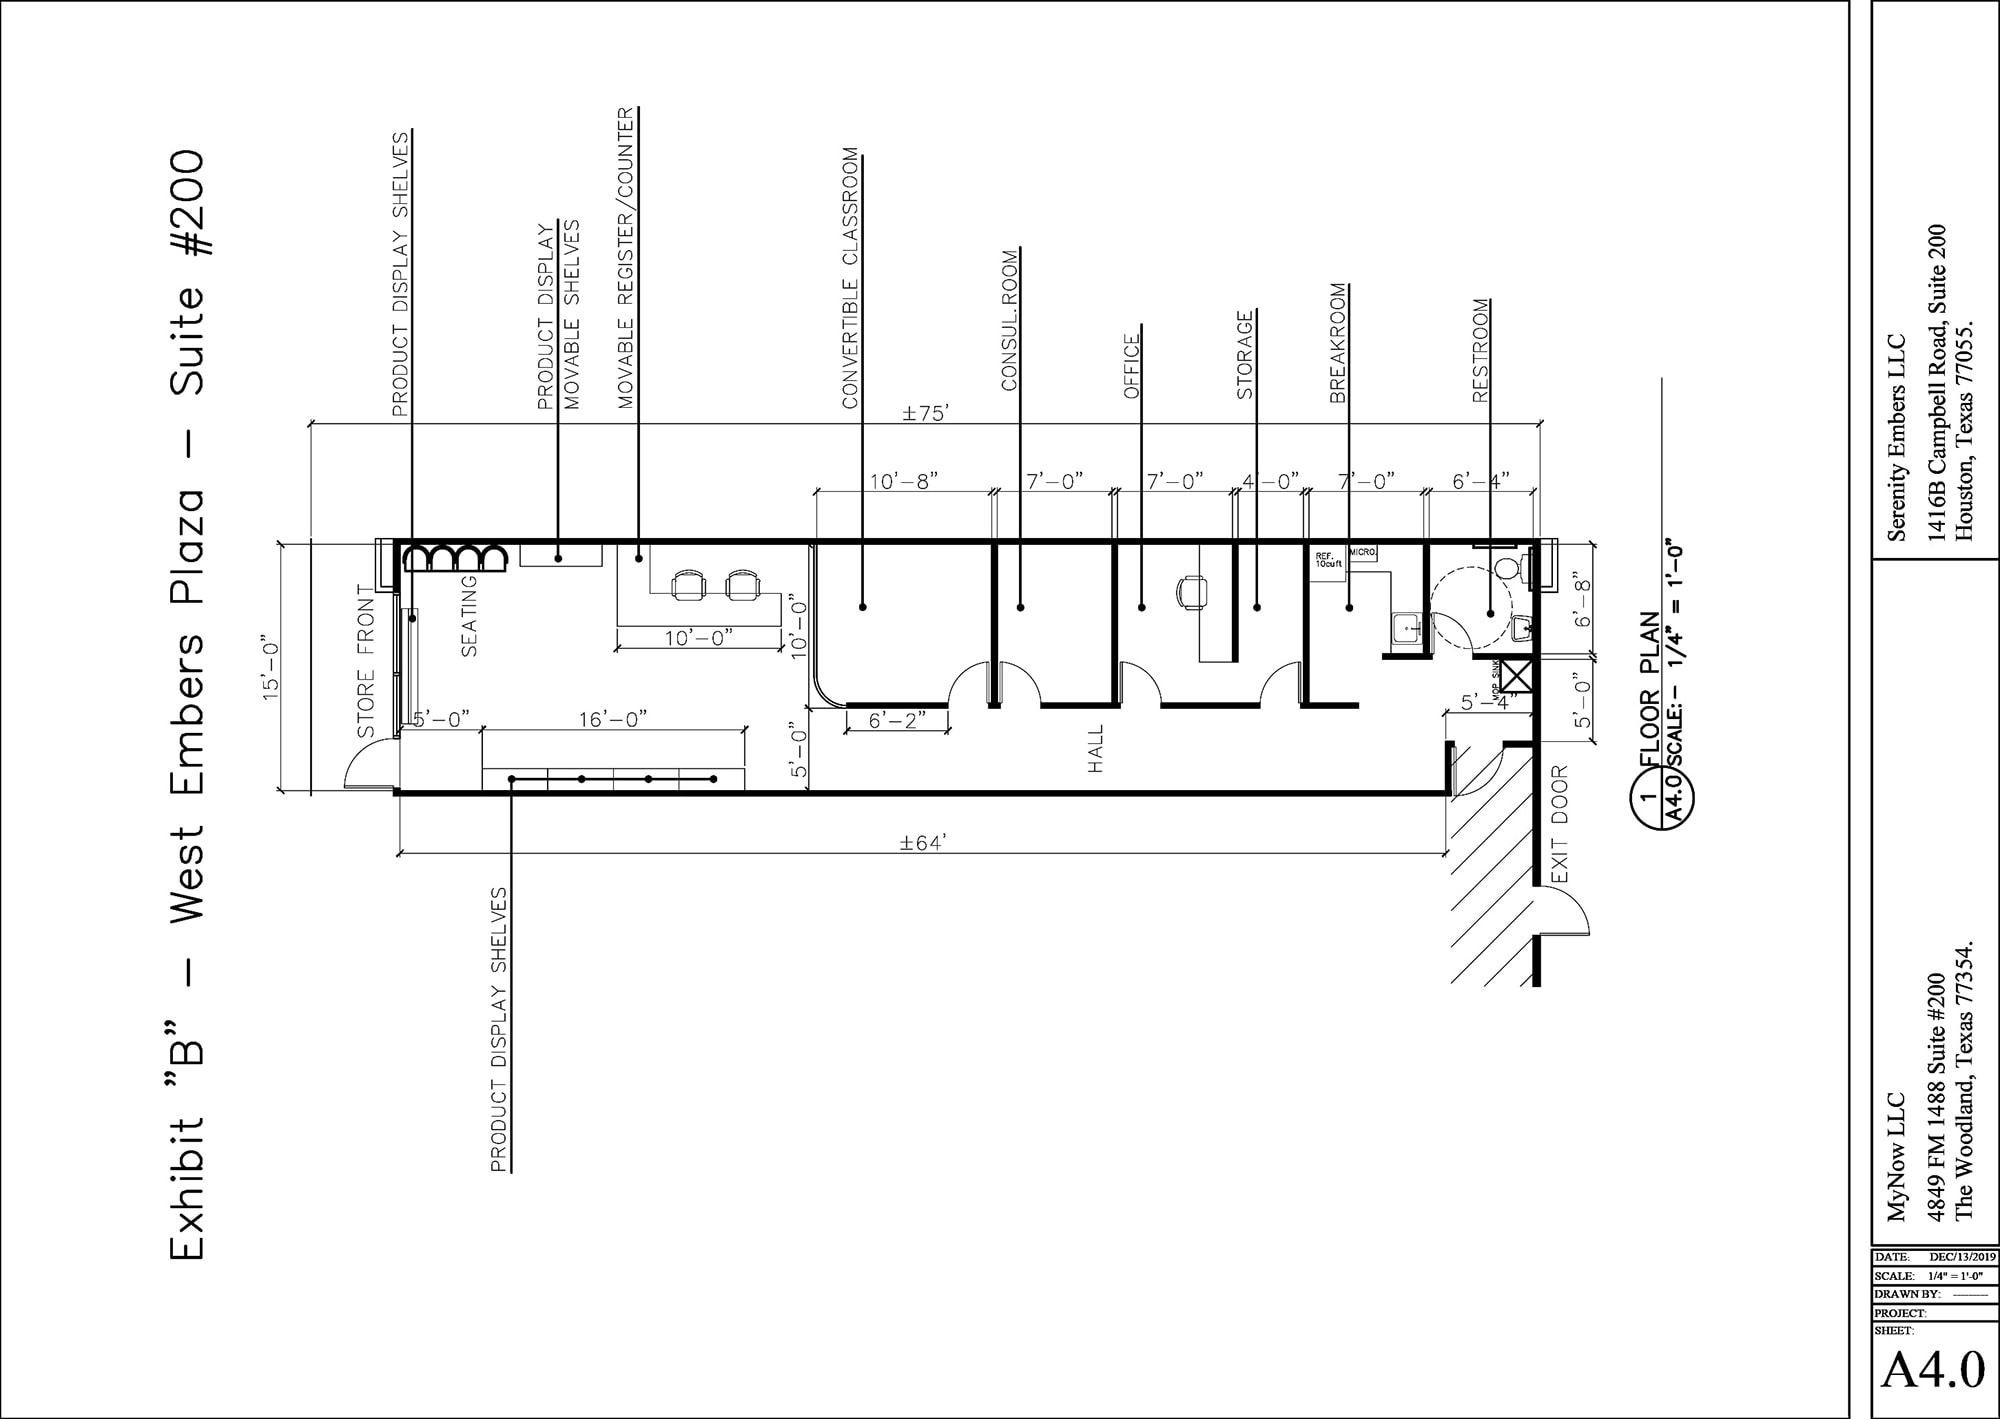 Exhibit "B" - West Embers Plaza - Suite #200
PRODUCT DISPLAY SHELVES
PRODUCT DISPLAY
MOVABLE SHELVES
MOVABLE REGISTER/COUNTER
CONVERTIBLE CLASSROOM
CONSUL.ROOM
OFFICE
STORAGE
BREAKROOM
RESTROOM
±75'
10'-8"
7'-0"
7'-0"
4'-0"
7'-0"
6'-4"
15'-0"
STORE FRONT
SEATING
10'-0"
10'-0"
REF.
10cuft
MICRO.
6'-8"
MOP SINK
5'-0"
16'-0"
5'-0"
6'-2"
HALL
5'-4"
5'-0"
±64'
EXIT DOOR
PRODUCT DISPLAY SHELVES
1
A4.0
FLOOR PLAN
SCALE:- 1/4" = 1'-0"
Serenity Embers LLC
1416B Campbell Road, Suite 200
Houston, Texas 77055.
MyNow LLC
4849 FM 1488 Suite #200
The Woodland, Texas 77354.
DATE: DEC/13/2019
SCALE: 1/4" = 1'-0"
DRAWN BY: --------
PROJECT:
SHEET:
A4.0